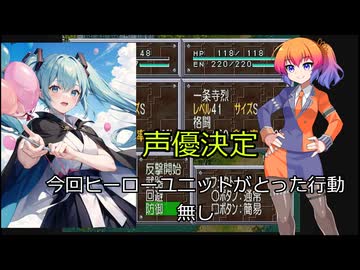 48
HP 118/118
EN 220/220
一条寺烈
レベル41 サイズS
格闘
声優決定
反撃開始
今回ヒーローユニットがとった行動
回避
防御
無し
○ボタン:通常
□ボタン:簡易